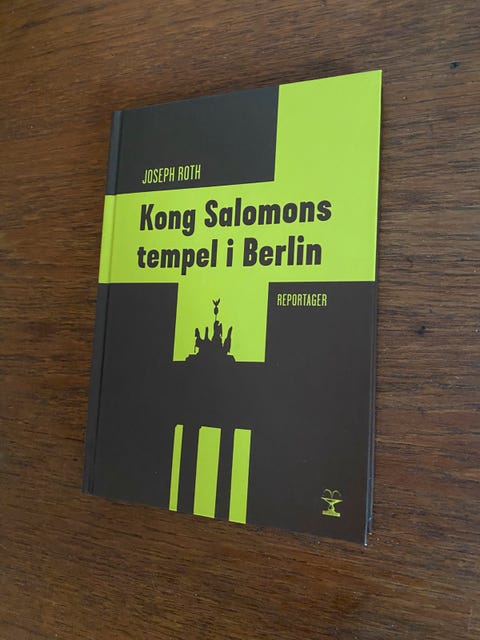 JOSEPH ROTH
Kong Salomons
tempel i Berlin
REPORTAGER